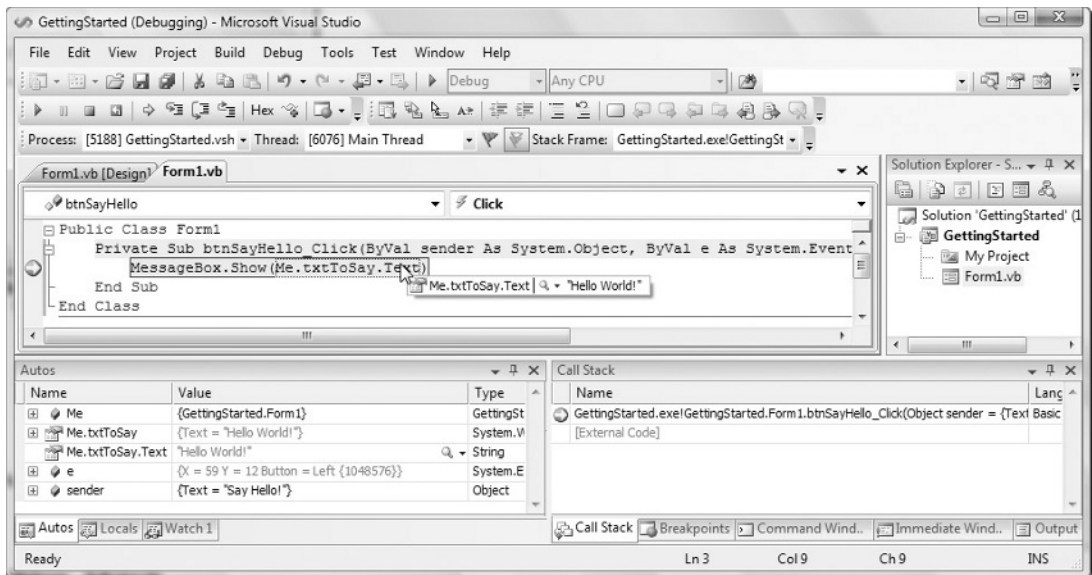 GettingStarted (Debugging) - Microsoft Visual Studio
File Edit View Project Build Debug Tools Test Window Help
Debug Any CPU
Hex
Process: [5188] GettingStarted.vsh Thread: [6076] Main Thread Stack Frame: GettingStarted.exe!GettingSt
Form1.vb [Design] Form1.vb
btnSayHello Click
Public Class Form1
Private Sub btnSayHello_Click(ByVal sender As System.Object, ByVal e As System.Event
MessageBox.Show(Me.txtToSay.Text)
Me.txtToSay.Text "Hello World!"
End Sub
End Class
Solution Explorer - S...
Solution 'GettingStarted' (1
GettingStarted
My Project
Form1.vb
Autos
Name Value Type
Me {GettingStarted.Form1} GettingSt
Me.txtToSay {Text = "Hello World!"} System.W
Me.txtToSay.Text "Hello World!" String
e {X = 59 Y = 12 Button = Left {1048576}} System.E
sender {Text = "Say Hello!"} Object
Autos Locals Watch 1
Call Stack
Name Lang
GettingStarted.exe!GettingStarted.Form1.btnSayHello_Click(Object sender = {Text Basic
[External Code]
Call Stack Breakpoints Command Wind.. Immediate Wind.. Output
Ready Ln 3 Col 9 Ch 9 INS